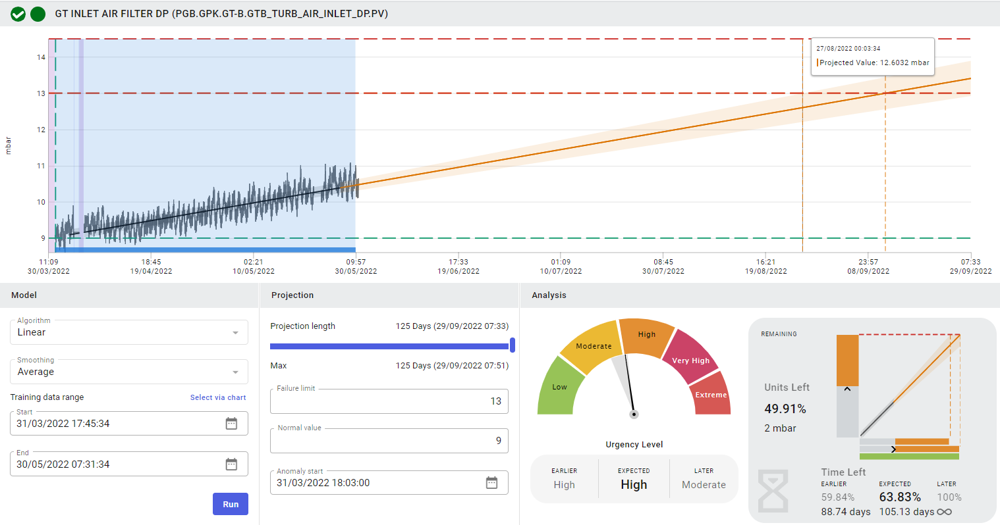 GT INLET AIR FILTER DP (PGB.GPK.GT-B.GTB_TURB_AIR_INLET_DP.PV)
27/08/2022 00:03:34
Projected Value: 12.6032 mbar
mbar
14
13
12
11
10
9
11:09 18:45 02:21 09:57 17:33 01:09 08:45 16:21 23:57 07:33
30/03/2022 19/04/2022 10/05/2022 30/05/2022 19/06/2022 10/07/2022 30/07/2022 19/08/2022 08/09/2022 29/09/2022
Model
Algorithm
Linear
Smoothing
Average
Training data range Select via chart
Start
31/03/2022 17:45:34
End
30/05/2022 07:31:34
Run
Projection
Projection length 125 Days (29/09/2022 07:33)
Max 125 Days (29/09/2022 07:51)
Failure limit
13
Normal value
9
Anomaly start
31/03/2022 18:03:00
Analysis
Low
Moderate
High
Very High
Extreme
Urgency Level
EARLIER EXPECTED LATER
High High Moderate
REMAINING
Units Left
49.91%
2 mbar
Time Left
EARLIER EXPECTED LATER
59.84% 63.83% 100%
88.74 days 105.13 days ∞